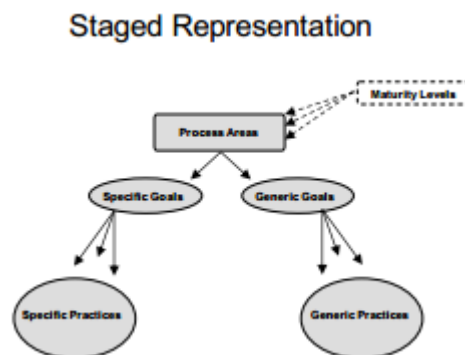 Staged Representation
Maturity Levels
Process Areas
Specific Goals
Generic Goals
Specific Practices
Generic Practices